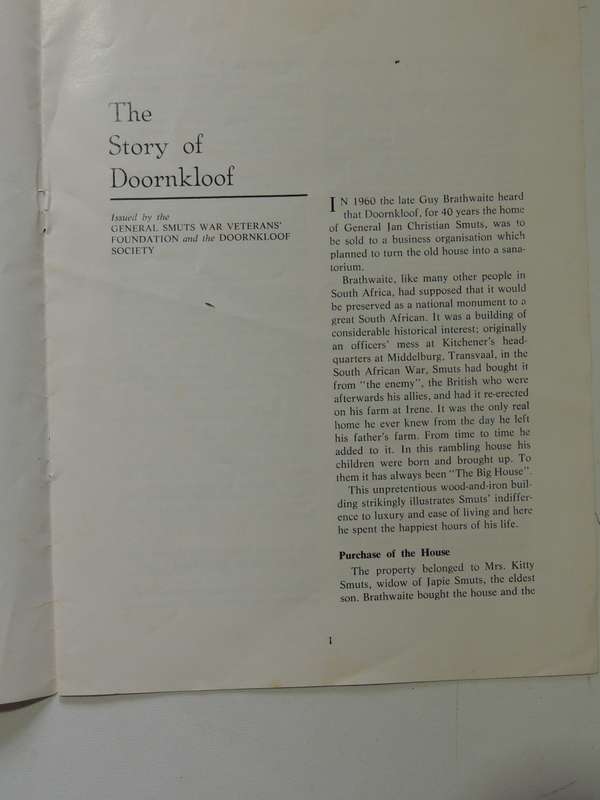 The
Story of
Doornkloof
Issued by the
GENERAL SMUTS WAR VETERANS'
FOUNDATION and the DOORNKLOOF
SOCIETY
IN 1960 the late Guy Brathwaite heard
that Doornkloof, for 40 years the home
of General Jan Christian Smuts, was to
be sold to a business organisation which
planned to turn the old house into a sana-
torium.
Brathwaite, like many other people in
South Africa, had supposed that it would
be preserved as a national monument to a
great South African. It was a building of
considerable historical interest; originally
an officers' mess at Kitchener's head-
quarters at Middelburg, Transvaal, in the
South African War, Smuts had bought it
from "the enemy", the British who were
afterwards his allies, and had it re-erected
on his farm at Irene. It was the only real
home he ever knew from the day he left
his father's farm. From time to time he
added to it. In this rambling house his
children were born and brought up. To
them it has always been "The Big House".
This unpretentious wood-and-iron buil-
ding strikingly illustrates Smuts' indiffer-
ence to luxury and ease of living and here
he spent the happiest hours of his life.
Purchase of the House
The property belonged to Mrs. Kitty
Smuts, widow of Japie Smuts, the eldest
son. Brathwaite bought the house and the
1